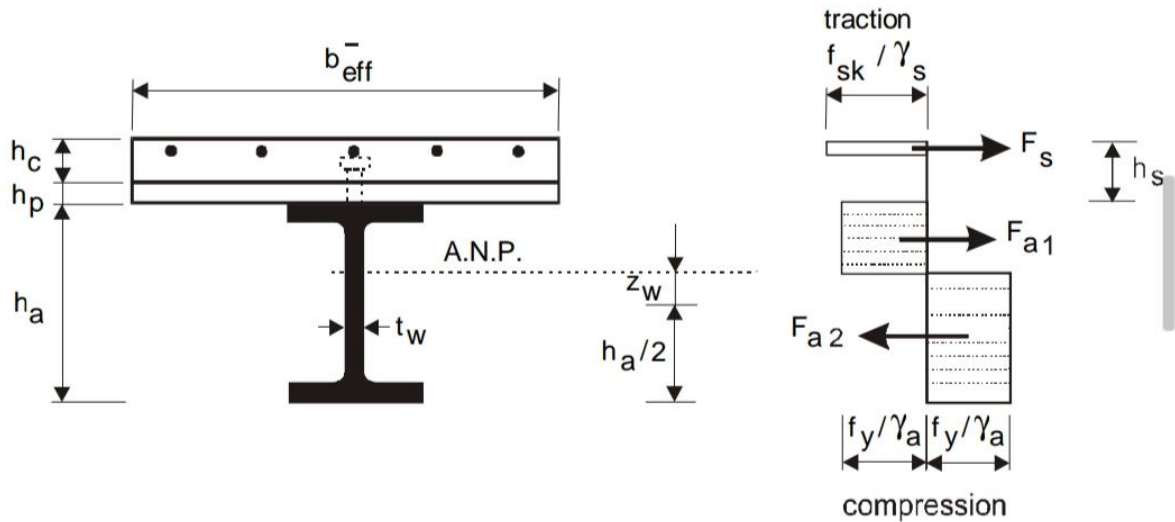 traction
f_sk / γ_s
b⁻_eff
h_c
h_p
F_s
h_s
F_a1
A.N.P.
z_w
h_a
t_w
h_a/2
F_a2
f_y/γ_a f_y/γ_a
compression